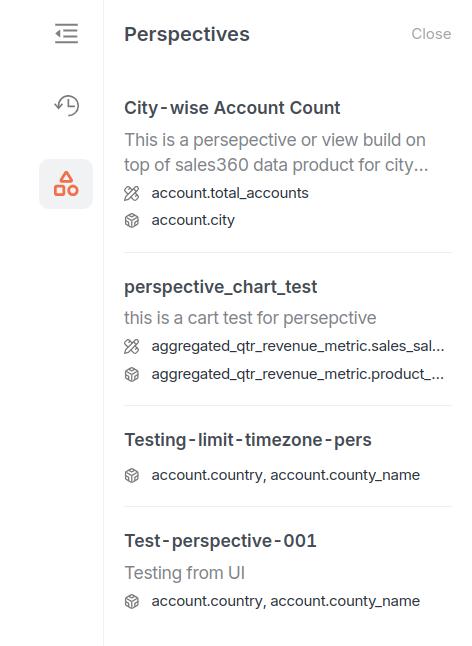 Perspectives
Close
City-wise Account Count
This is a persepective or view build on
top of sales360 data product for city...
account.total_accounts
account.city
perspective_chart_test
this is a cart test for persepctive
aggregated_qtr_revenue_metric.sales_sal...
aggregated_qtr_revenue_metric.product_...
Testing-limit-timezone-pers
account.country, account.county_name
Test-perspective-001
Testing from UI
account.country, account.county_name